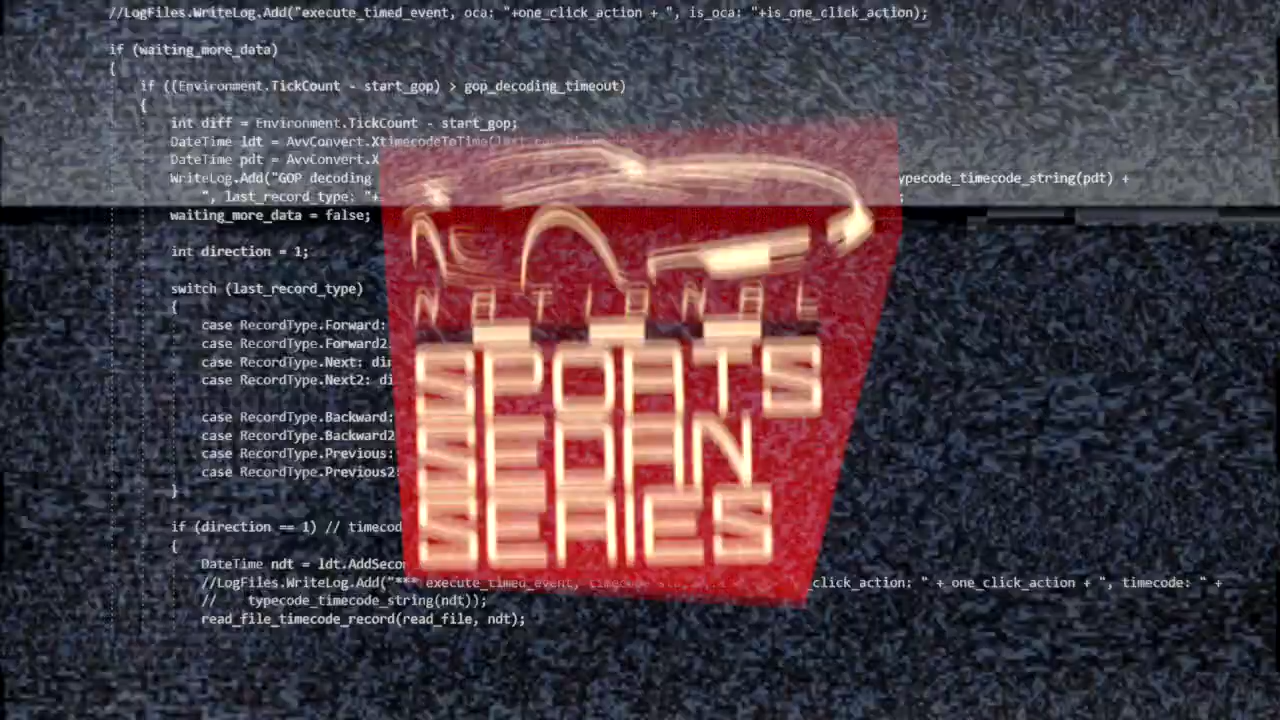 //LogFiles.WriteLog.Add("execute_timed_event, oca: "+one_click_action + ", is_oca: "+is_one_click_action);
if (waiting_more_data)
{
if ((Environment.TickCount - start_gop) > gop_decoding_timeout)
{
int diff = Environment.TickCount - start_gop;
DateTime ldt = AvvConvert.XtimecodeToTime(last
DateTime pdt = AvvConvert.X
WriteLog.Add("GOP decoding ypecode_timecode_string(pdt) +
", last_record_type: "+
waiting_more_data = false;
int direction = 1;
NATIONAL
switch (last_record_type)
{
case RecordType.Forward:
case RecordType.Forward2
case RecordType.Next: di
case RecordType.Next2: di
SPORTS
case RecordType.Backward:
case RecordType.Backward2
case RecordType.Previous:
case RecordType.Previous2
SEDAN
}
SERIES
if (direction == 1) // timecod
{
DateTime ndt = ldt.AddSecon
//LogFiles.WriteLog.Add("*** execute_timed_event, click_action: " + one_click_action + ", timecode: " +
// typecode_timecode_string(ndt));
read_file_timecode_record(read_file, ndt);